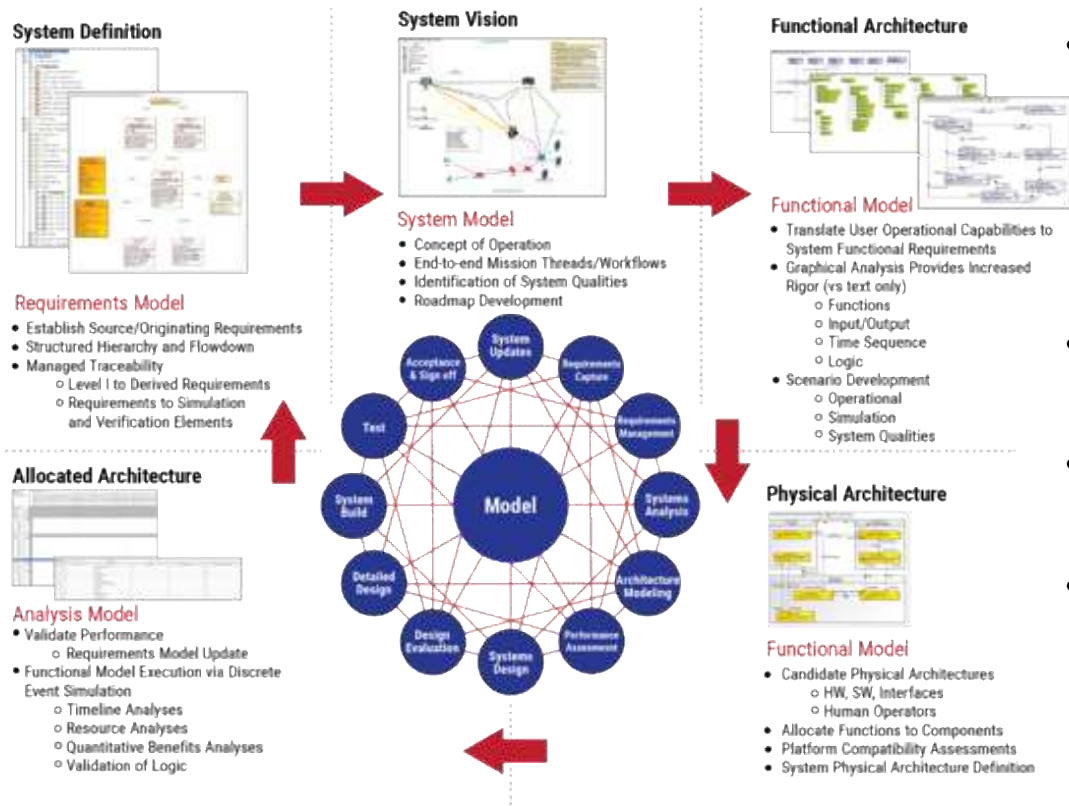 System Definition
Requirements Model
• Establish Source/Originating Requirements
• Structured Hierarchy and Flowdown
• Managed Traceability
○ Level I to Derived Requirements
○ Requirements to Simulation
and Verification Elements
System Vision
System Model
• Concept of Operation
• End-to-end Mission Threads/Workflows
• Identification of System Qualities
• Roadmap Development
Functional Architecture
Functional Model
• Translate User Operational Capabilities to
System Functional Requirements
• Graphical Analysis Provides Increased
Rigor (vs text only)
○ Functions
○ Input/Output
○ Time Sequence
○ Logic
• Scenario Development
○ Operational
○ Simulation
○ System Qualities
Model
System
Updates
Requirements
Capture
Requirements
Management
Systems
Analysis
Architecture
Modeling
Performance
Assessment
Systems
Design
Design
Evaluation
Detailed
Design
System
Build
Test
Acceptance
& Sign off
Allocated Architecture
Analysis Model
• Validate Performance
○ Requirements Model Update
• Functional Model Execution via Discrete
Event Simulation
○ Timeline Analyses
○ Resource Analyses
○ Quantitative Benefits Analyses
○ Validation of Logic
Physical Architecture
Functional Model
• Candidate Physical Architectures
○ HW, SW, Interfaces
○ Human Operators
• Allocate Functions to Components
• Platform Compatibility Assessments
• System Physical Architecture Definition